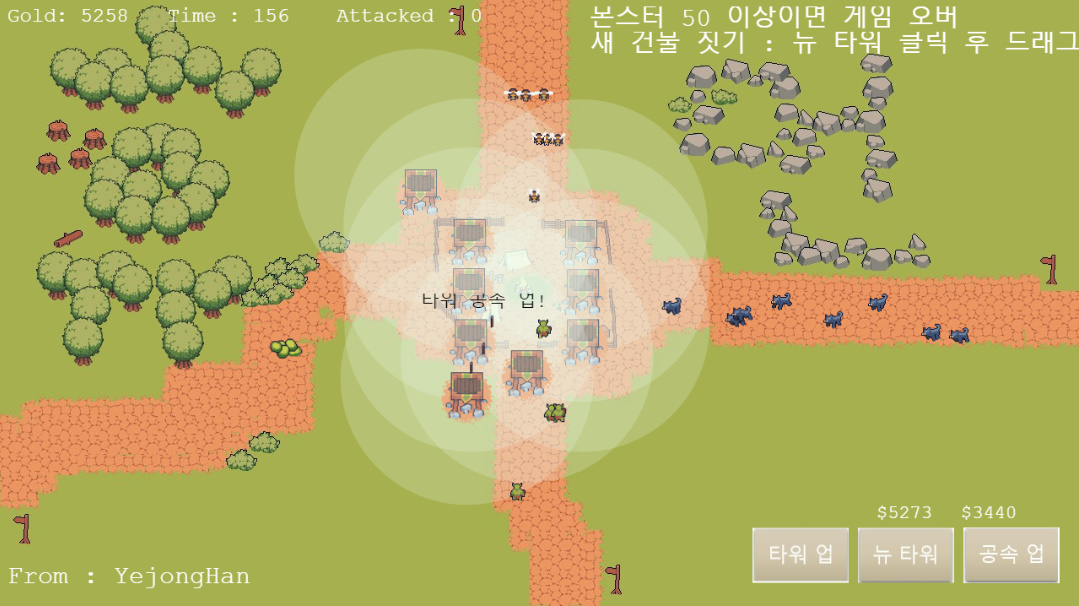 Gold: 5258 Time : 156 Attacked : 0
몬스터 50 이상이면 게임 오버
새 건물 짓기 : 뉴 타워 클릭 후 드래그
타워 공속 업!
$5273 $3440
타워 업 뉴 타워 공속 업
From : YejongHan